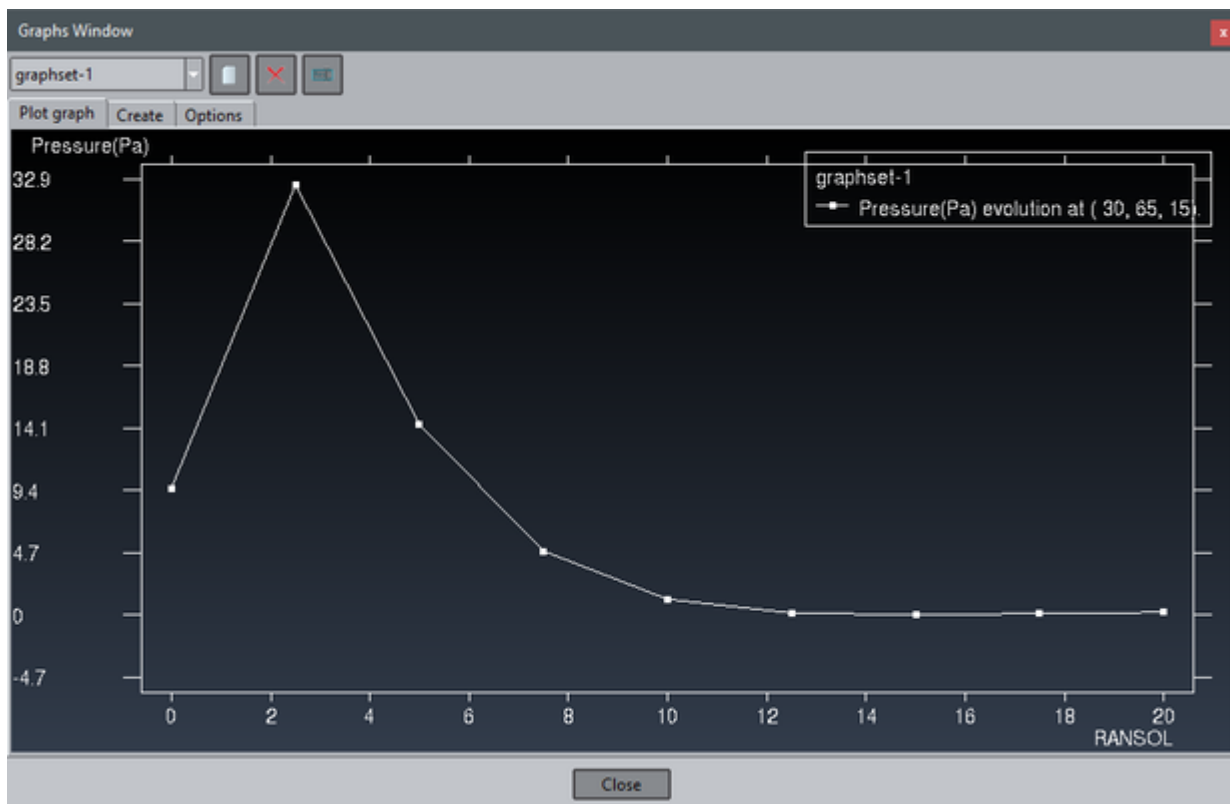 Graphs Window
x
graphset-1
Plot graph Create Options
Pressure(Pa)
graphset-1
Pressure(Pa) evolution at ( 30, 65, 15).
32.9
28.2
23.5
18.8
14.1
9.4
4.7
0
-4.7
0 2 4 6 8 10 12 14 16 18 20
RANSOL
Close